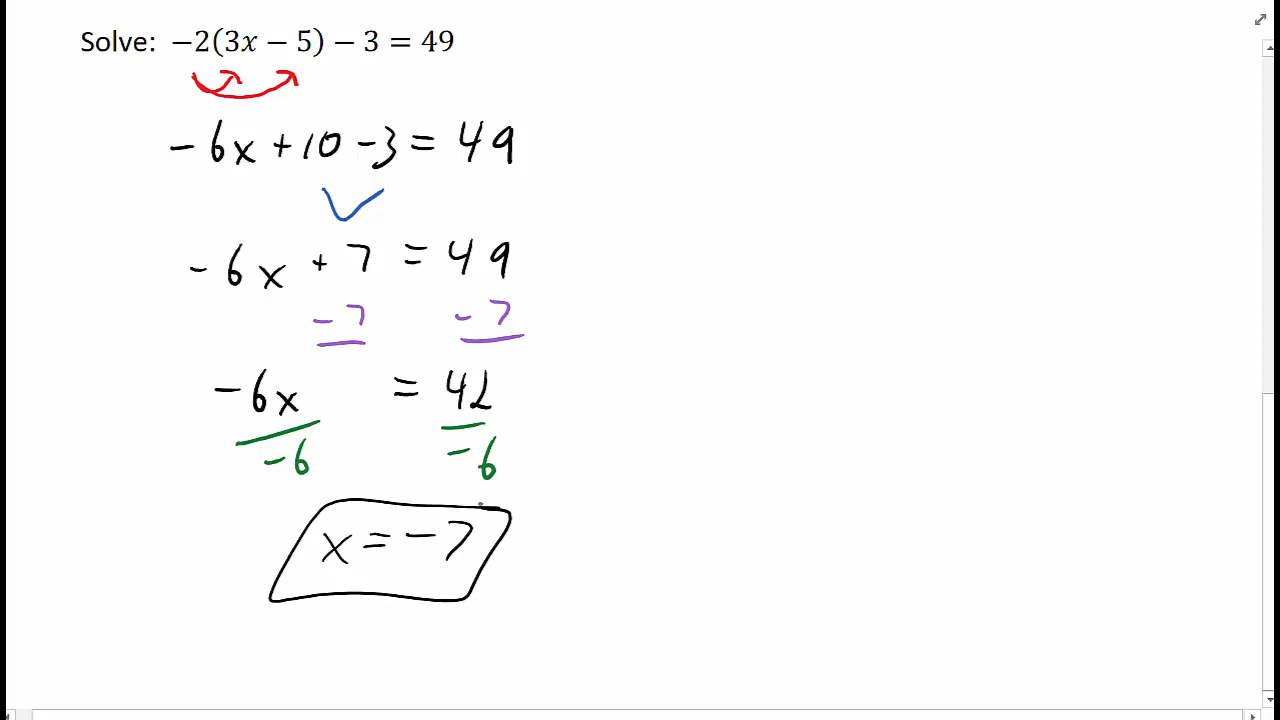 Solve: −2(3x − 5) − 3 = 49
-6x + 10 - 3 = 49
-6x + 7 = 49
-7 -7
-6x = 42
-6 -6
x = -7